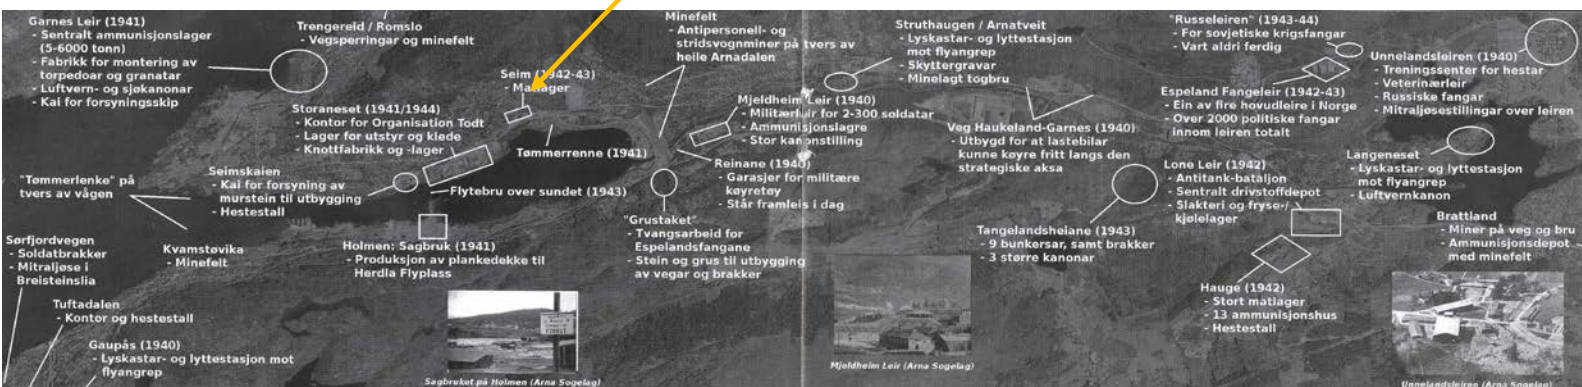 Garnes Leir (1941)
- Sentralt ammunisjonslager
(5-6000 tonn)
- Fabrikk for montering av
torpedoar og granatar
- Luftvern- og sjøkanonar
- Kai for forsyningsskip
Trengereid / Romslo
- Vegsperringar og minefelt
Storaneset (1941/1944)
- Kontor for Organisation Todt
- Lager for utstyr og klede
- Knottfabrikk og -lager
Seim (1942-43)
- Matlager
Minefelt
- Antipersonell- og
stridsvognminer på tvers av
heile Arnadalen
Tømmerrenne (1941)
Seimskaien
- Kai for forsyning av
murstein til utbygging
- Hestestall
Flytebru over sundet (1943)
"Tømmerlenke" på
tvers av vågen
Kvamstøvika
- Minefelt
Holmen: Sagbruk (1941)
- Produksjon av plankedekke til
Herdla Flyplass
Sørfjordvegen
- Soldatbrakker
- Mitraljøse i
Breisteinslia
Tuftadalen
- Kontor og hestestall
Gaupås (1940)
- Lyskastar- og lyttestasjon mot
flyangrep
Sagbruket på Holmen (Arna Sogelag)
Mjeldheim Leir (1940)
- Militærleir for 2-300 soldatar
- Ammunisjonslagre
- Stor kanonstilling
Reinane (1940)
- Garasjer for militære
køyretøy
- Står framleis i dag
"Grustaket"
- Tvangsarbeid for
Espelandsfangane
- Stein og grus til utbygging
av vegar og brakker
Struthaugen / Arnatveit
- Lyskastar- og lyttestasjon
mot flyangrep
- Skyttergravar
- Minelagt togbru
Veg Haukeland-Garnes (1940)
- Utbygd for at lastebilar
kunne køyre fritt langs den
strategiske aksa
Tangelandsheiane (1943)
- 9 bunkersar, samt brakker
- 3 større kanonar
Mjeldheim Leir (Arna Sogelag)
"Russeleiren" (1943-44)
- For sovjetiske krigsfangar
- Vart aldri ferdig
Espeland Fangeleir (1942-43)
- Ein av fire hovudleire i Norge
- Over 2000 politiske fangar
innom leiren totalt
Lone Leir (1942)
- Antitank-bataljon
- Sentralt drivstoffdepot
- Slakteri og fryse-/
kjølelager
Hauge (1942)
- Stort matlager
- 13 ammunisjonshus
- Hestestall
Unnelandsleiren (1940)
- Treningssenter for hestar
- Veterinærleir
- Russiske fangar
- Mitraljøsestillingar over leiren
Langeneset
- Lyskastar- og lyttestasjon
mot flyangrep
- Luftvernkanon
Brattland
- Miner på veg og bru
- Ammunisjonsdepot
med minefelt
Unnelandsleiren (Arna Sogelag)